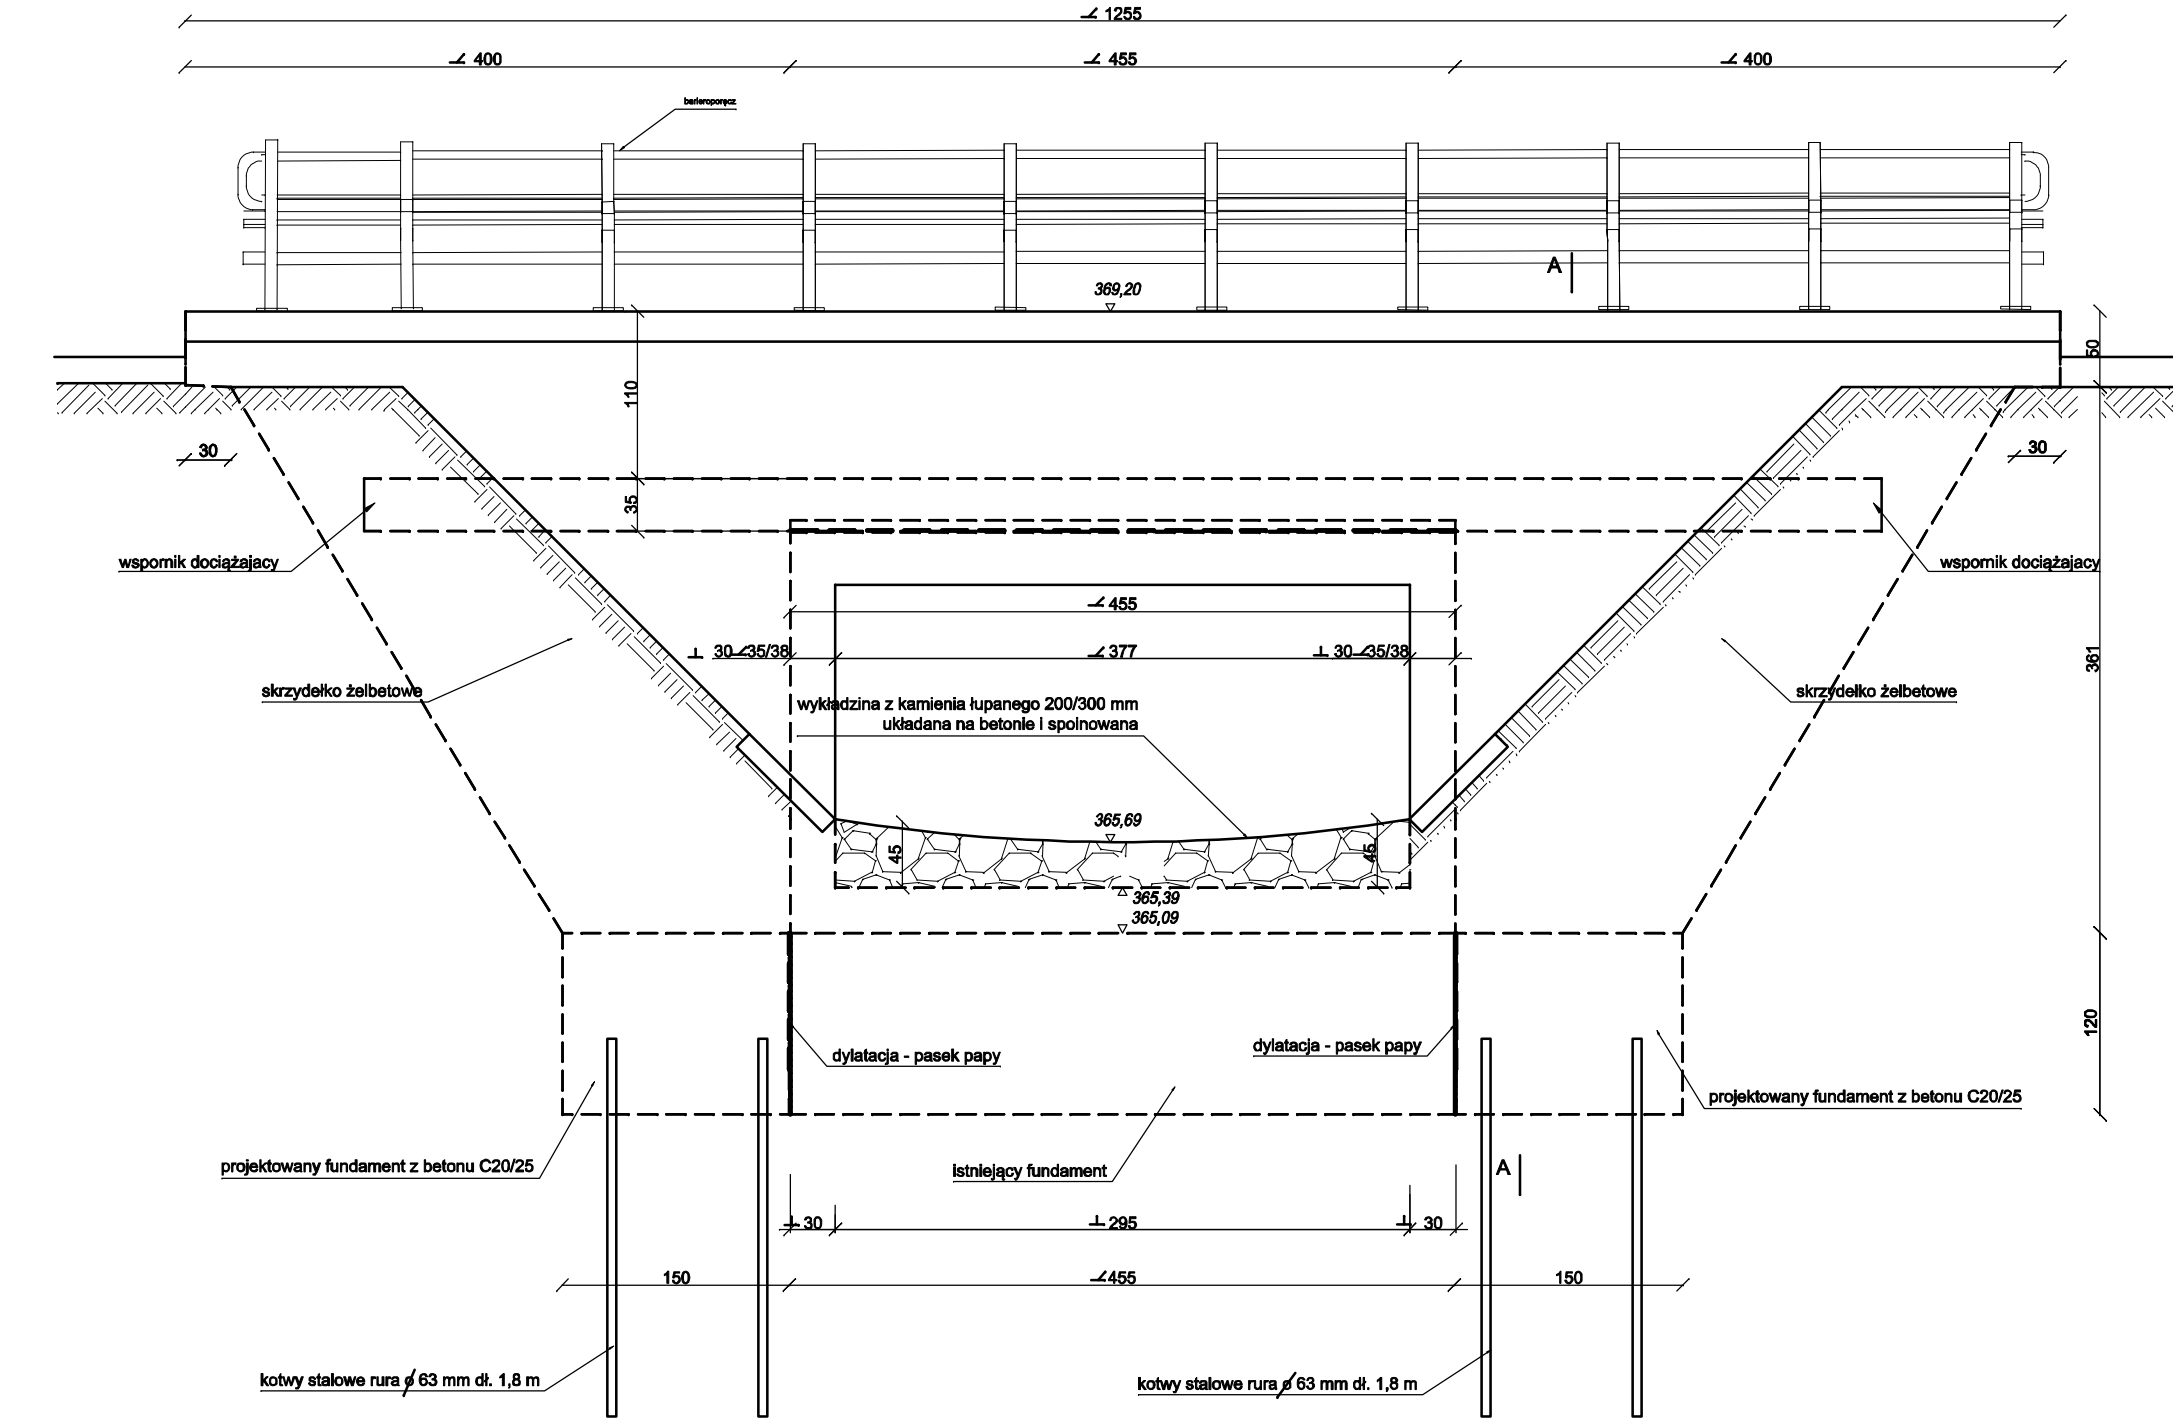 1255
400 455 400
barieroporęcz
A
369,20
50
110
30 30
35
wspornik dociążajacy wspornik dociążajacy
455
30 35/38 377 30 35/38
361
skrzydełko żelbetowe skrzydełko żelbetowe
wykładzina z kamienia łupanego 200/300 mm
układana na betonie i spoinowana
365,69
45 45
365,39
365,09
120
dylatacja - pasek papy dylatacja - pasek papy
projektowany fundament z betonu C20/25
projektowany fundament z betonu C20/25
istniejący fundament
A
30 295 30
150 455 150
kotwy stalowe rura ø 63 mm dł. 1,8 m kotwy stalowe rura ø 63 mm dł. 1,8 m